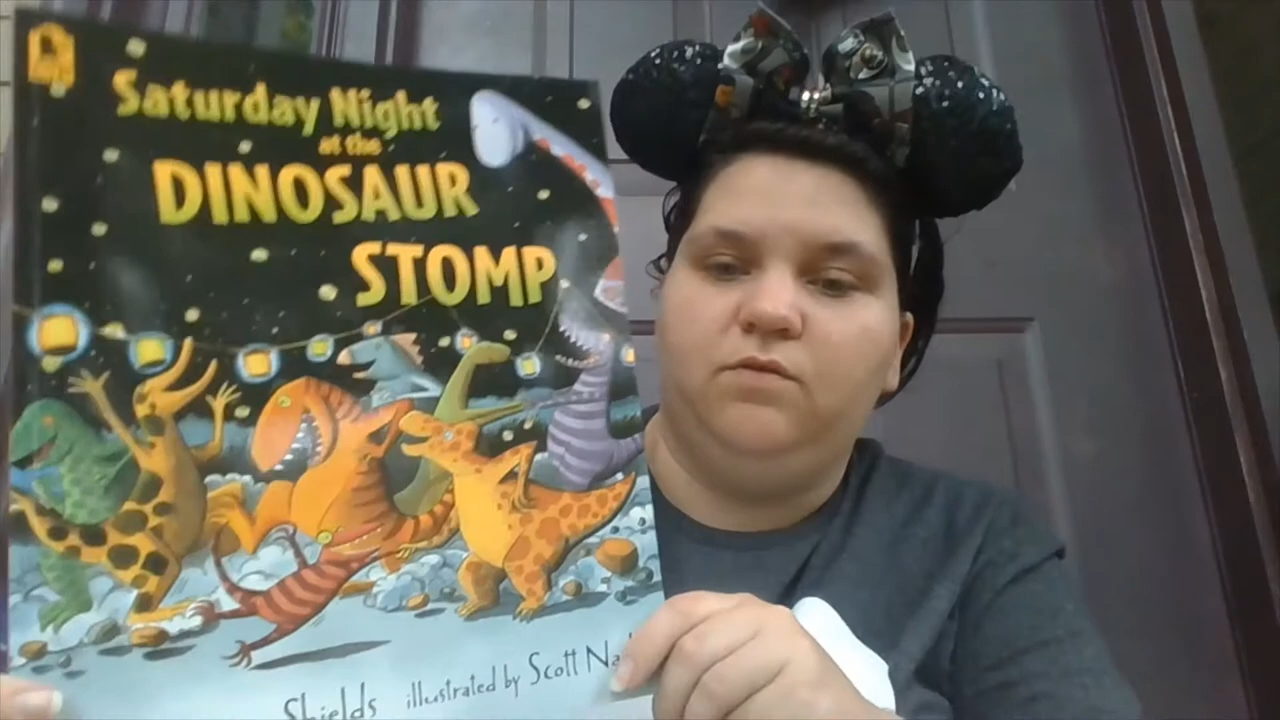 Saturday Night
at the
DINOSAUR
STOMP
Shields illustrated by Scott